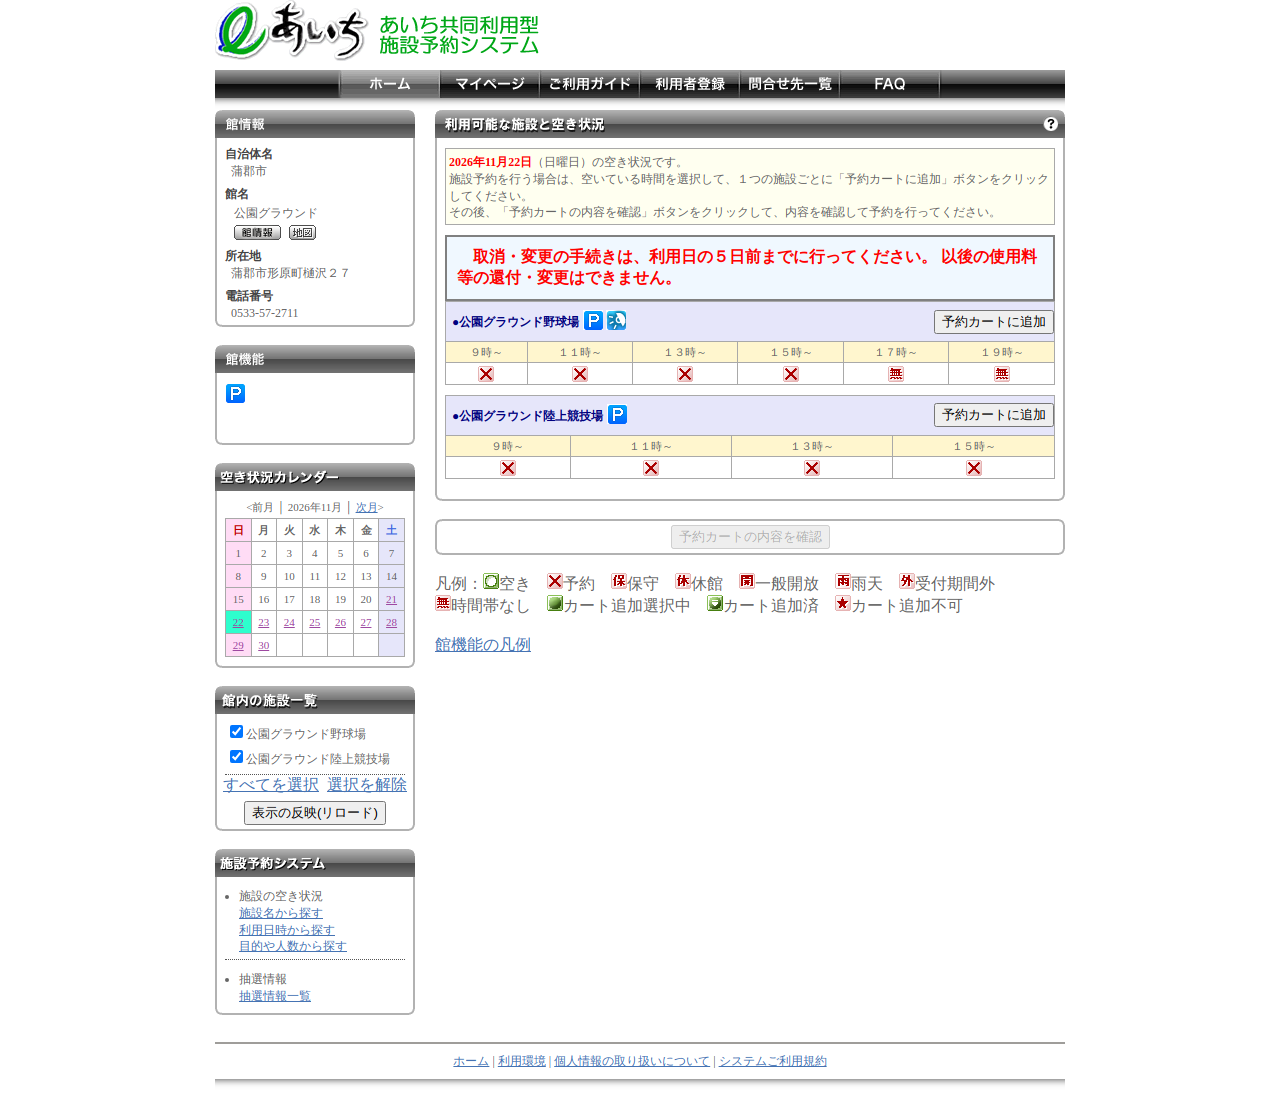 あいち
あいち共同利用型
施設予約システム
ホーム マイページ ご利用ガイド 利用者登録 問合せ先一覧 FAQ
館情報
自治体名
蒲郡市
館名
公園グラウンド
館情報 地図
所在地
蒲郡市形原町樋沢２７
電話番号
0533-57-2711
館機能
P
空き状況カレンダー
<前月 │ 2026年11月 │ 次月>
日 月 火 水 木 金 土
1 2 3 4 5 6 7
8 9 10 11 12 13 14
15 16 17 18 19 20 21
22 23 24 25 26 27 28
29 30
館内の施設一覧
公園グラウンド野球場
公園グラウンド陸上競技場
すべてを選択 選択を解除
表示の反映(リロード)
施設予約システム
施設の空き状況
施設名から探す
利用日時から探す
目的や人数から探す
抽選情報
抽選情報一覧
利用可能な施設と空き状況 ?
2026年11月22日（日曜日）の空き状況です。
施設予約を行う場合は、空いている時間を選択して、１つの施設ごとに「予約カートに追加」ボタンをクリック
してください。
その後、「予約カートの内容を確認」ボタンをクリックして、内容を確認して予約を行ってください。
取消・変更の手続きは、利用日の５日前までに行ってください。 以後の使用料
等の還付・変更はできません。
●公園グラウンド野球場 P 予約カートに追加
９時～ １１時～ １３時～ １５時～ １７時～ １９時～
無 無
●公園グラウンド陸上競技場 P 予約カートに追加
９時～ １１時～ １３時～ １５時～
予約カートの内容を確認
凡例：空き 予約 保保守 休休館 開一般開放 雨雨天 外受付期間外
無時間帯なし カート追加選択中 カート追加済 カート追加不可
館機能の凡例
ホーム | 利用環境 | 個人情報の取り扱いについて | システムご利用規約